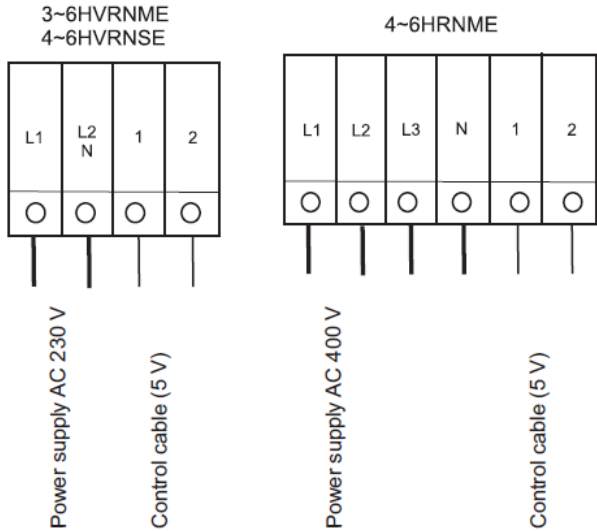 3~6HVRNME
4~6HVRNSE
L1
L2
N
1
2
Power supply AC 230 V
Control cable (5 V)
4~6HRNME
L1
L2
L3
N
1
2
Power supply AC 400 V
Control cable (5 V)